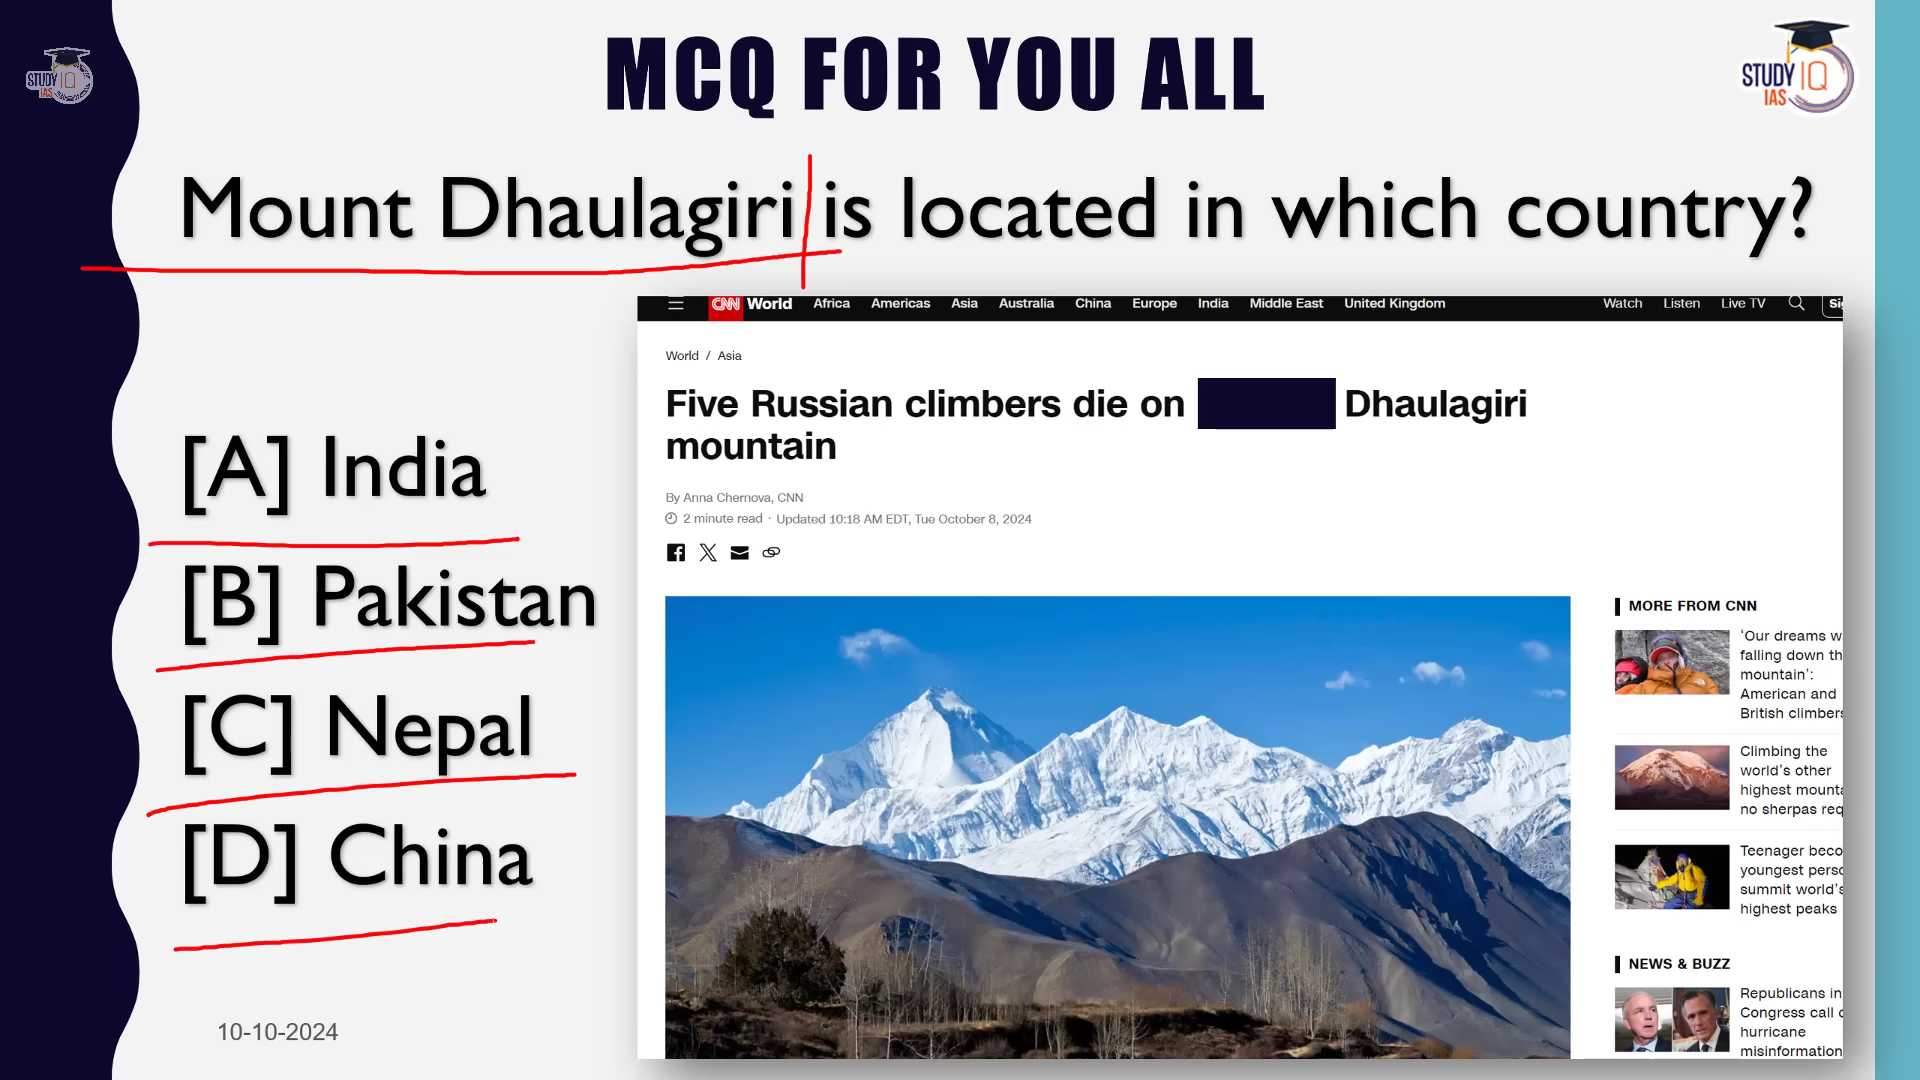 MCQ FOR YOU ALL
STUDY IQ
IAS
STUDY IQ
IAS
Mount Dhaulagiri is located in which country?
[A] India
[B] Pakistan
[C] Nepal
[D] China
10-10-2024
CNN World Africa Americas Asia Australia China Europe India Middle East United Kingdom Watch Listen Live TV
World / Asia
Five Russian climbers die on Dhaulagiri
mountain
By Anna Chernova, CNN
2 minute read · Updated 10:18 AM EDT, Tue October 8, 2024
MORE FROM CNN
‘Our dreams w
falling down th
mountain’:
American and
British climbers
Climbing the
world’s other
highest mounta
no sherpas req
Teenager beco
youngest perso
summit world’s
highest peaks
NEWS & BUZZ
Republicans in
Congress call o
hurricane
misinformation